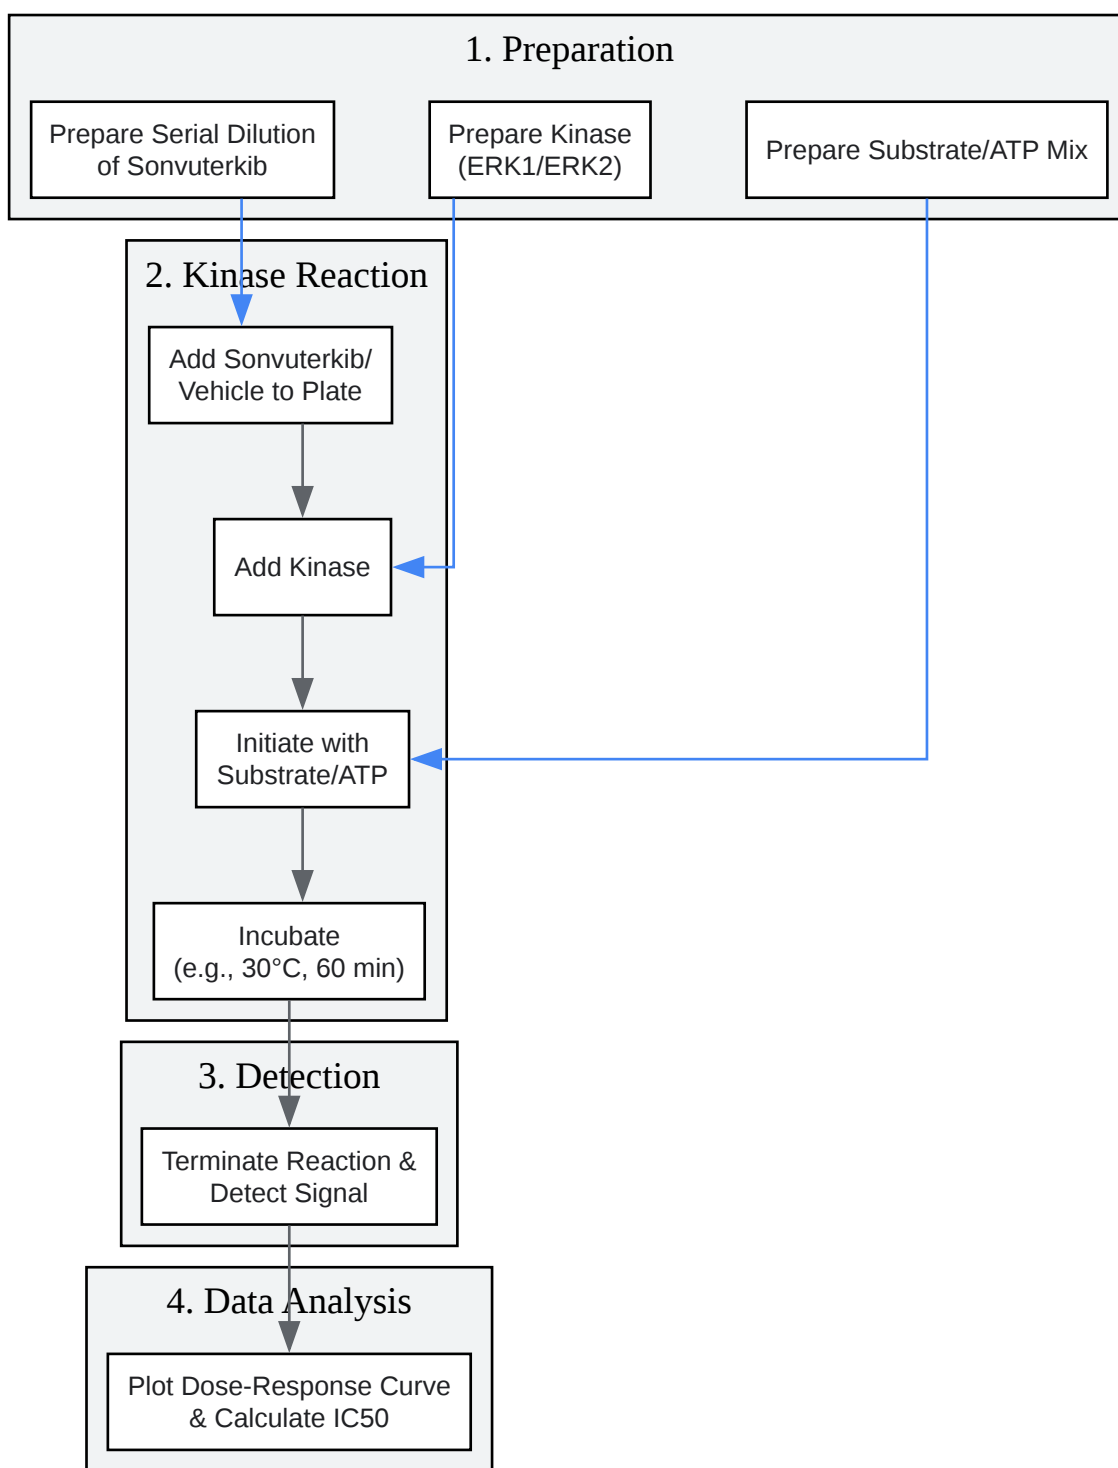 1. Preparation
Prepare Serial Dilution
of Sonvuterkib
Prepare Kinase
(ERK1/ERK2)
Prepare Substrate/ATP Mix
2. Kinase Reaction
Add Sonvuterkib/
Vehicle to Plate
Add Kinase
Initiate with
Substrate/ATP
Incubate
(e.g., 30°C, 60 min)
3. Detection
Terminate Reaction &
Detect Signal
4. Data Analysis
Plot Dose-Response Curve
& Calculate IC50